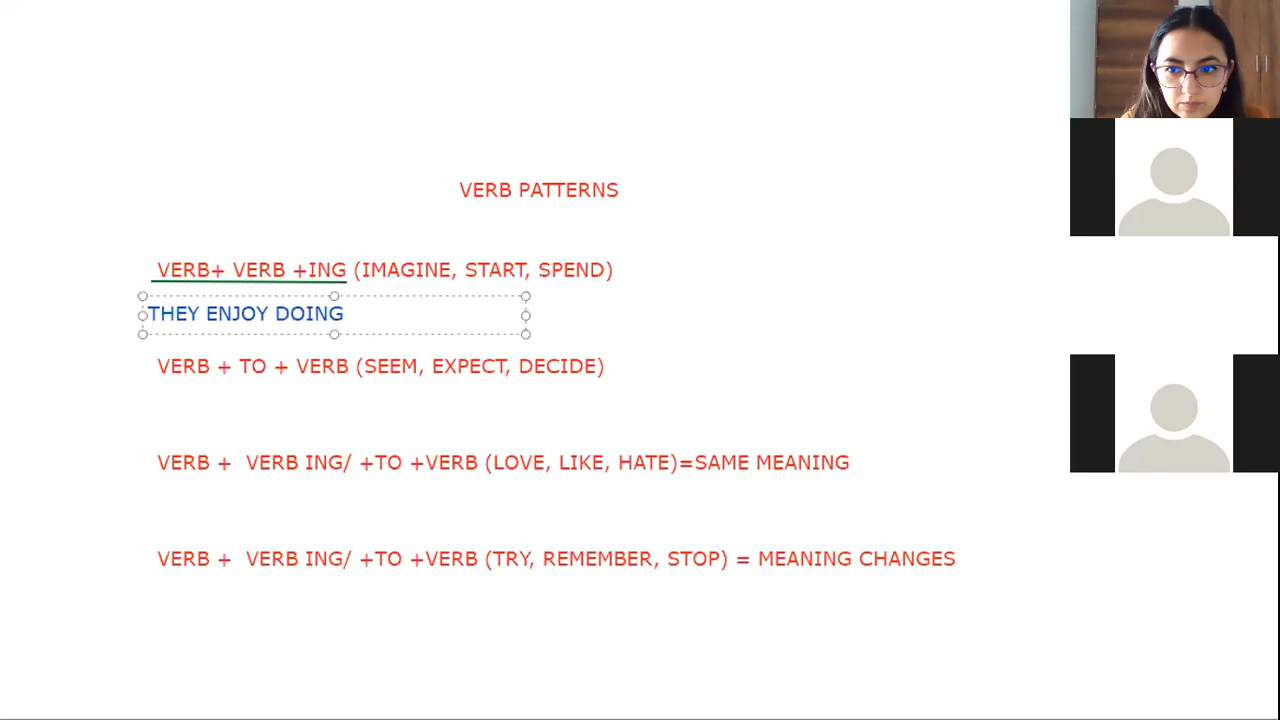 VERB PATTERNS
VERB+ VERB +ING (IMAGINE, START, SPEND)
THEY ENJOY DOING
VERB + TO + VERB (SEEM, EXPECT, DECIDE)
VERB + VERB ING/ +TO +VERB (LOVE, LIKE, HATE)=SAME MEANING
VERB + VERB ING/ +TO +VERB (TRY, REMEMBER, STOP) = MEANING CHANGES